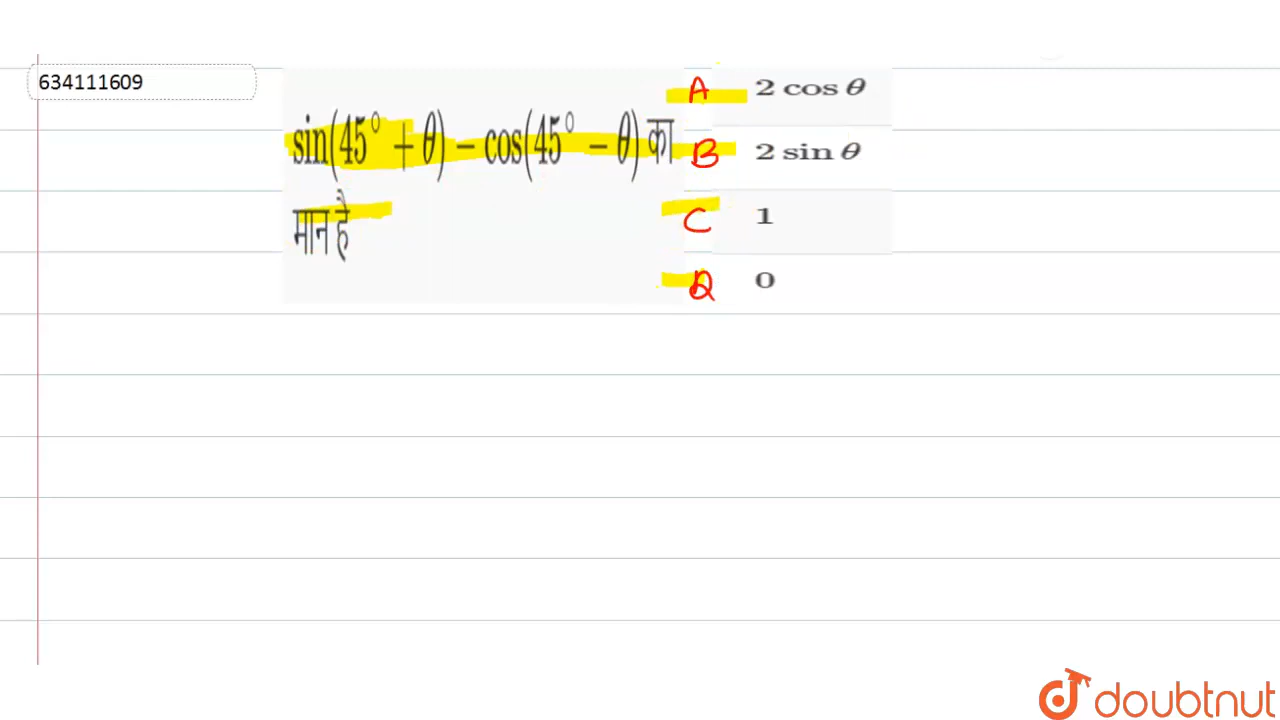 634111609
sin(45° + θ) − cos(45° − θ) का
मान है
A 2 cos θ
B 2 sin θ
C 1
D 0
doubtnut